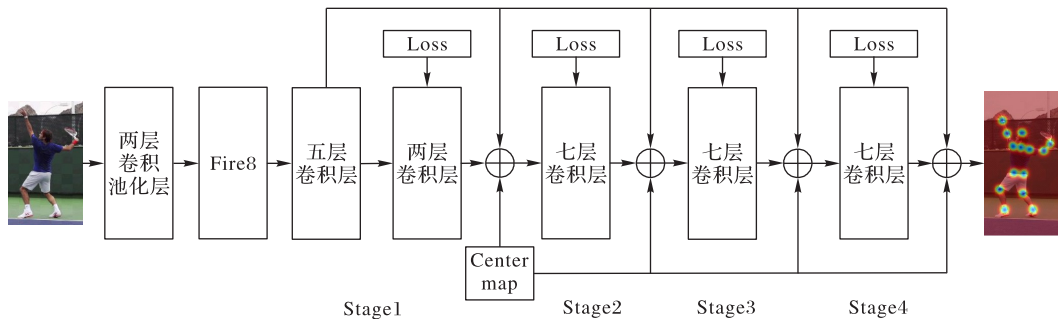 Loss
Loss
Loss
Loss
两层
卷积
池化层
Fire8
五层
卷积层
两层
卷积层
七层
卷积层
七层
卷积层
七层
卷积层
Center
map
Stage1
Stage2
Stage3
Stage4